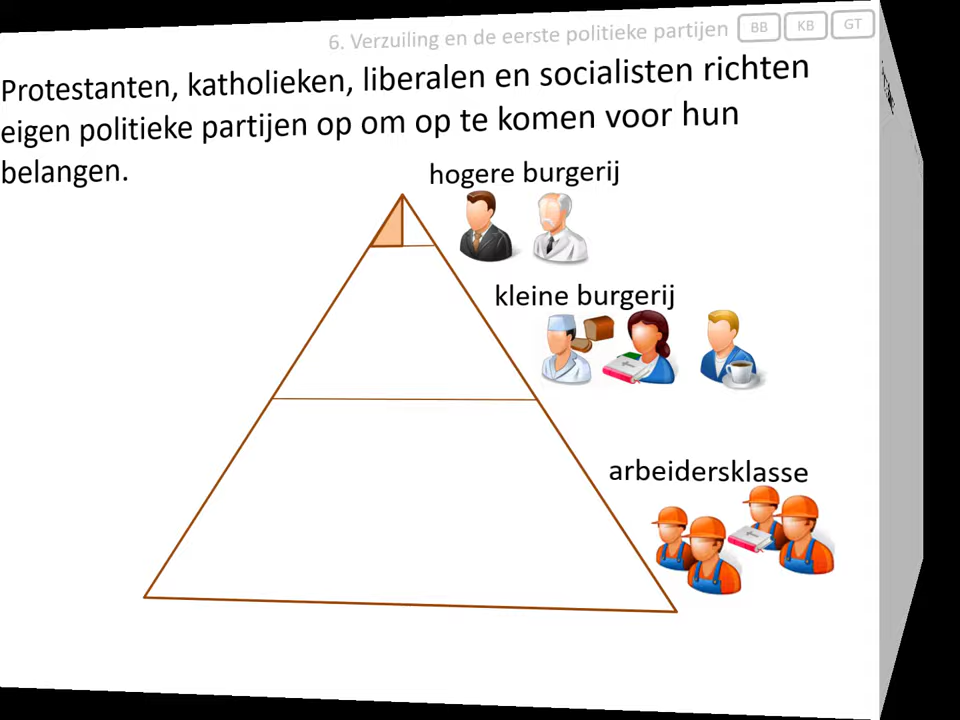 6. Verzuiling en de eerste politieke partijen BB KB GT
Protestanten, katholieken, liberalen en socialisten richten
eigen politieke partijen op om op te komen voor hun
belangen.
hogere burgerij
kleine burgerij
arbeidersklasse